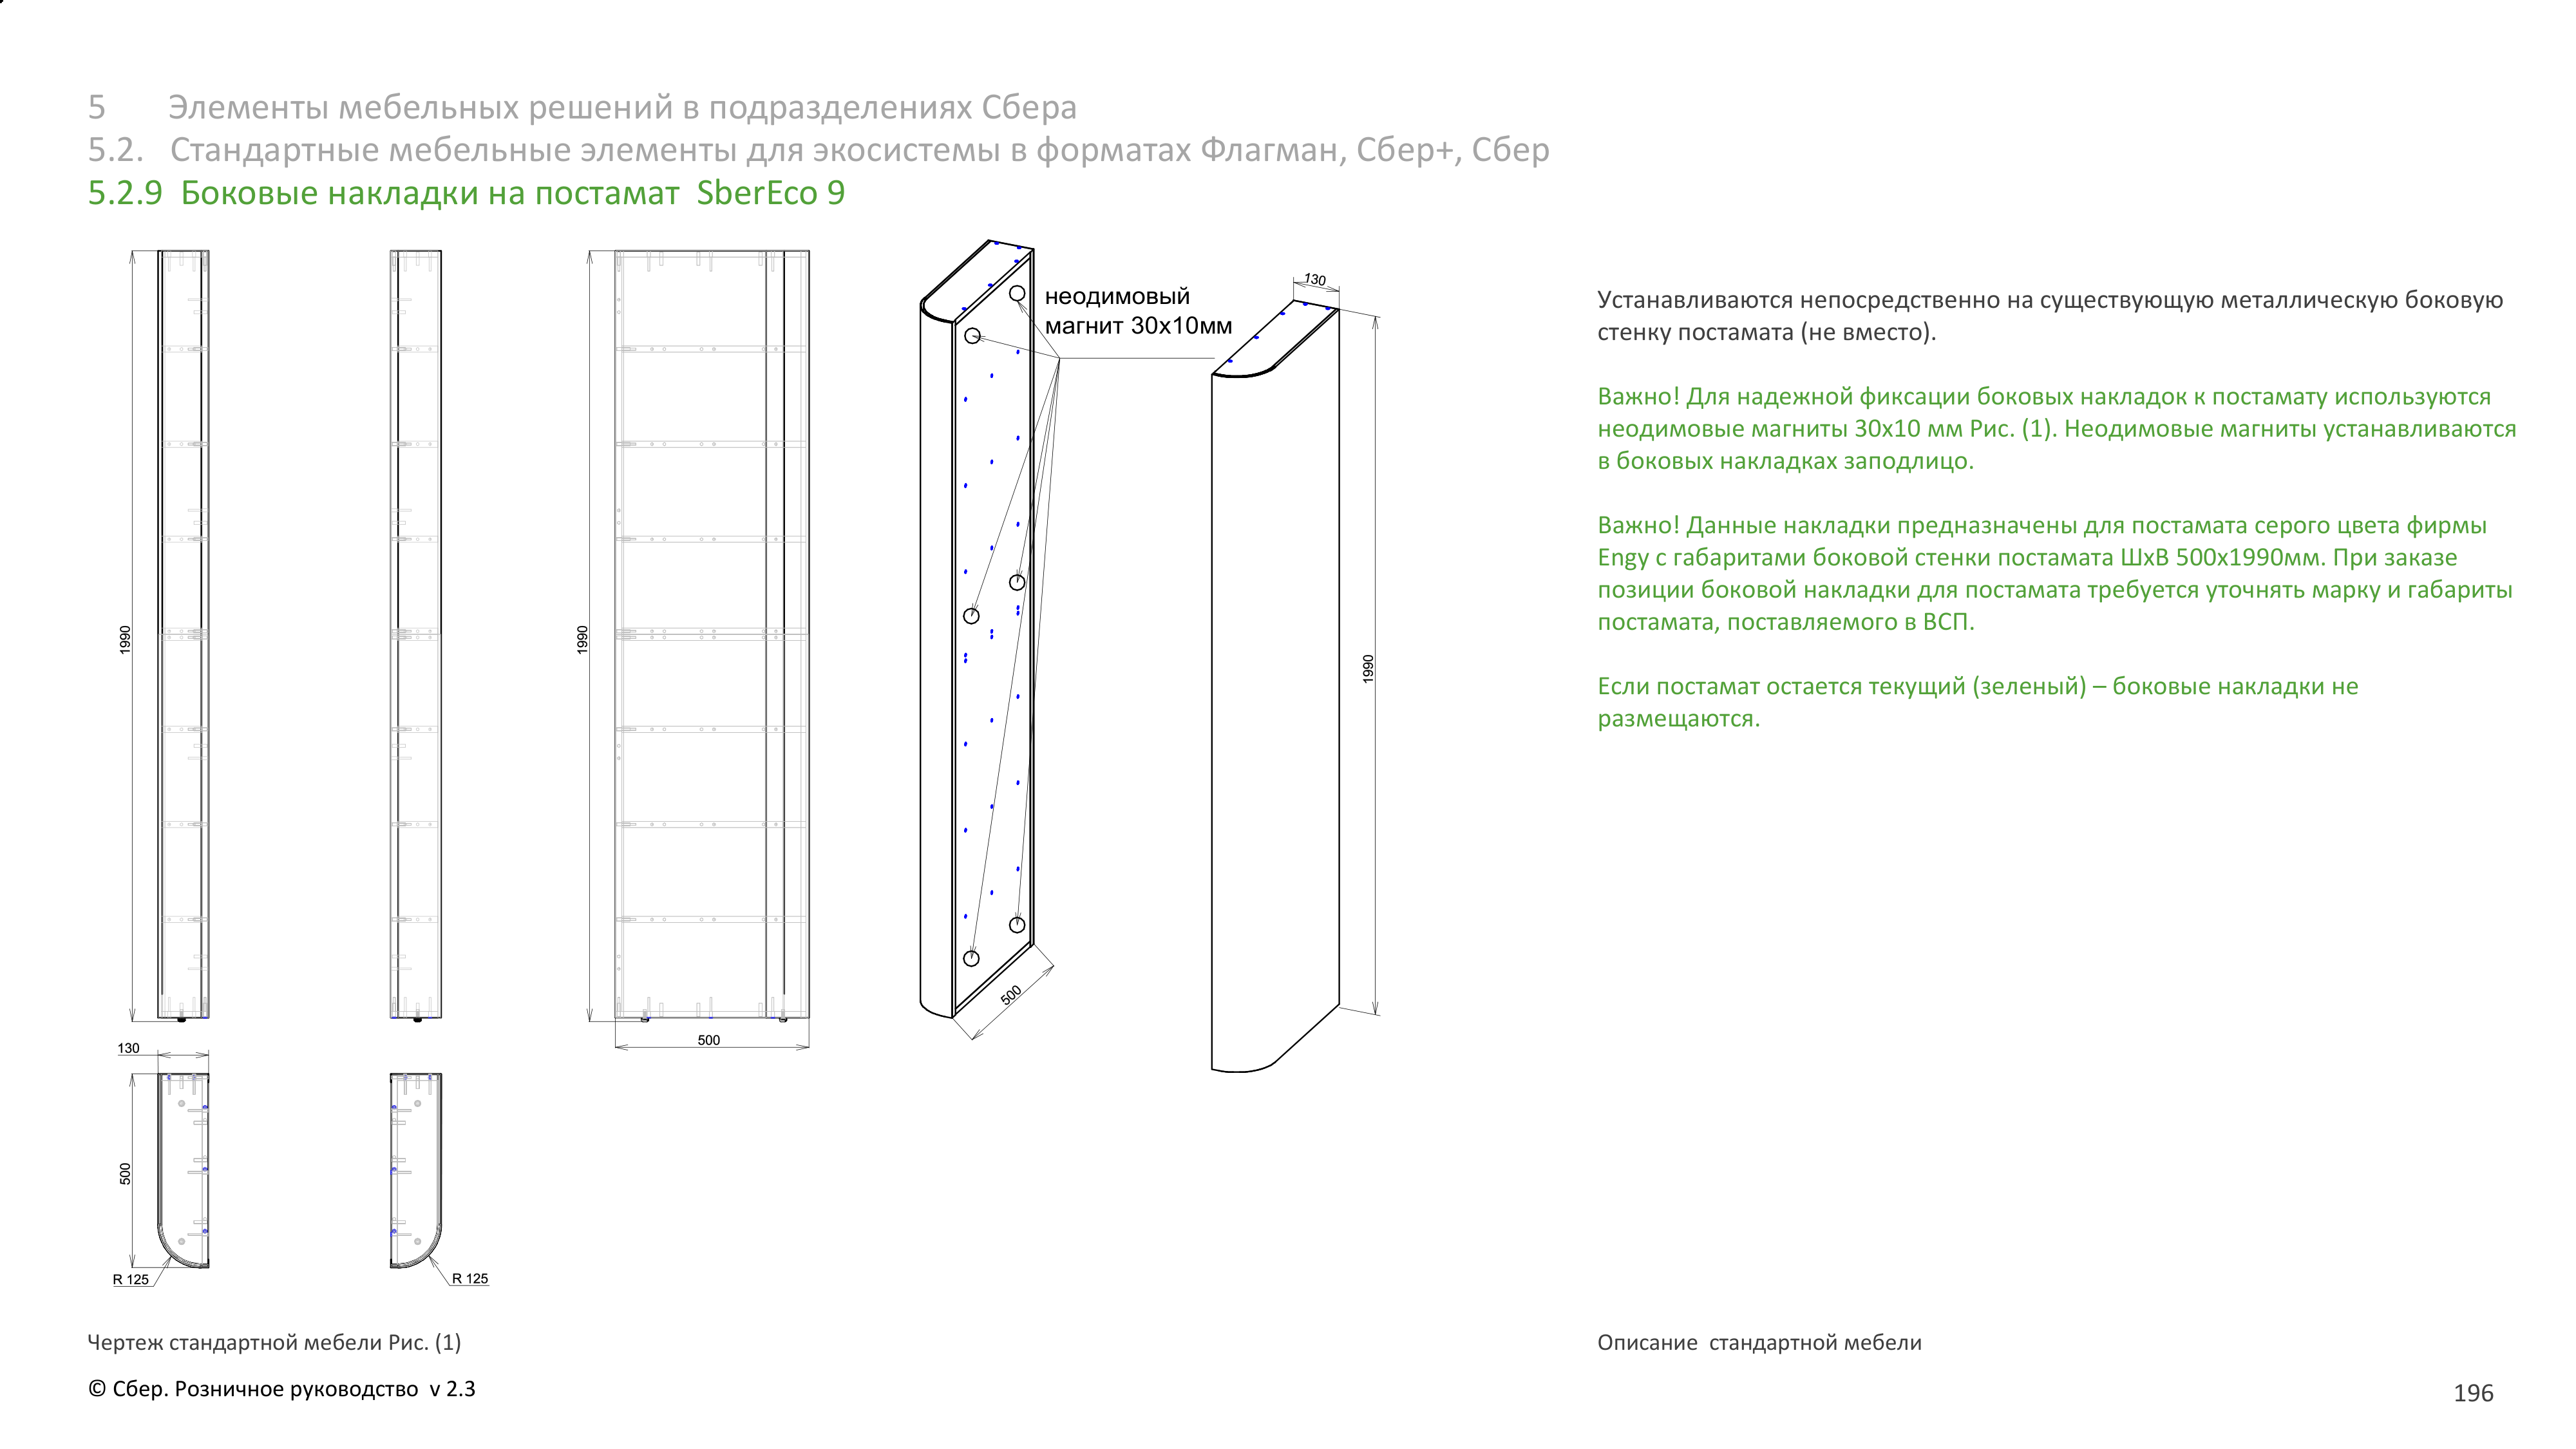 5 Элементы мебельных решений в подразделениях Сбера
5.2. Стандартные мебельные элементы для экосистемы в форматах Флагман, Сбер+, Сбер
5.2.9 Боковые накладки на постамат SberEco 9
1990
130
500
R 125
R 125
1990
500
неодимовый
магнит 30х10мм
500
130
1990
Устанавливаются непосредственно на существующую металлическую боковую
стенку постамата (не вместо).
Важно! Для надежной фиксации боковых накладок к постамату используются
неодимовые магниты 30х10 мм Рис. (1). Неодимовые магниты устанавливаются
в боковых накладках заподлицо.
Важно! Данные накладки предназначены для постамата серого цвета фирмы
Engy с габаритами боковой стенки постамата ШхВ 500х1990мм. При заказе
позиции боковой накладки для постамата требуется уточнять марку и габариты
постамата, поставляемого в ВСП.
Если постамат остается текущий (зеленый) – боковые накладки не
размещаются.
Чертеж стандартной мебели Рис. (1)
Описание стандартной мебели
© Сбер. Розничное руководство v 2.3
196